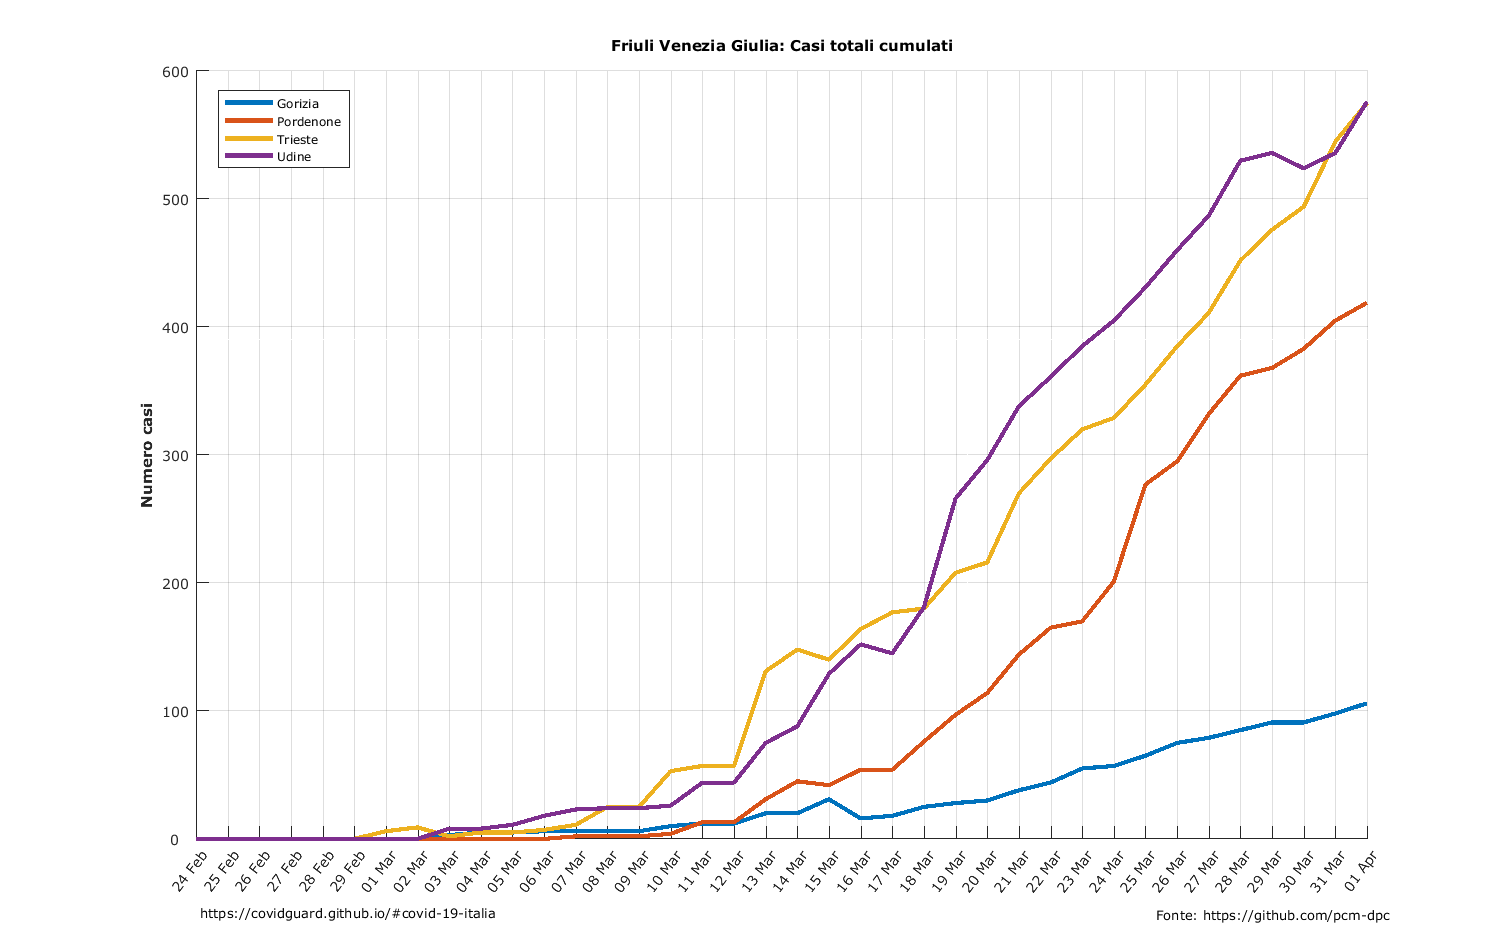 Friuli Venezia Giulia: Casi totali cumulati
600
500
400
300
200
100
0
Numero casi
Gorizia
Pordenone
Trieste
Udine
24 Feb
25 Feb
26 Feb
27 Feb
28 Feb
29 Feb
01 Mar
02 Mar
03 Mar
04 Mar
05 Mar
06 Mar
07 Mar
08 Mar
09 Mar
10 Mar
11 Mar
12 Mar
13 Mar
14 Mar
15 Mar
16 Mar
17 Mar
18 Mar
19 Mar
20 Mar
21 Mar
22 Mar
23 Mar
24 Mar
25 Mar
26 Mar
27 Mar
28 Mar
29 Mar
30 Mar
31 Mar
01 Apr
https://covidguard.github.io/#covid-19-italia
Fonte: https://github.com/pcm-dpc